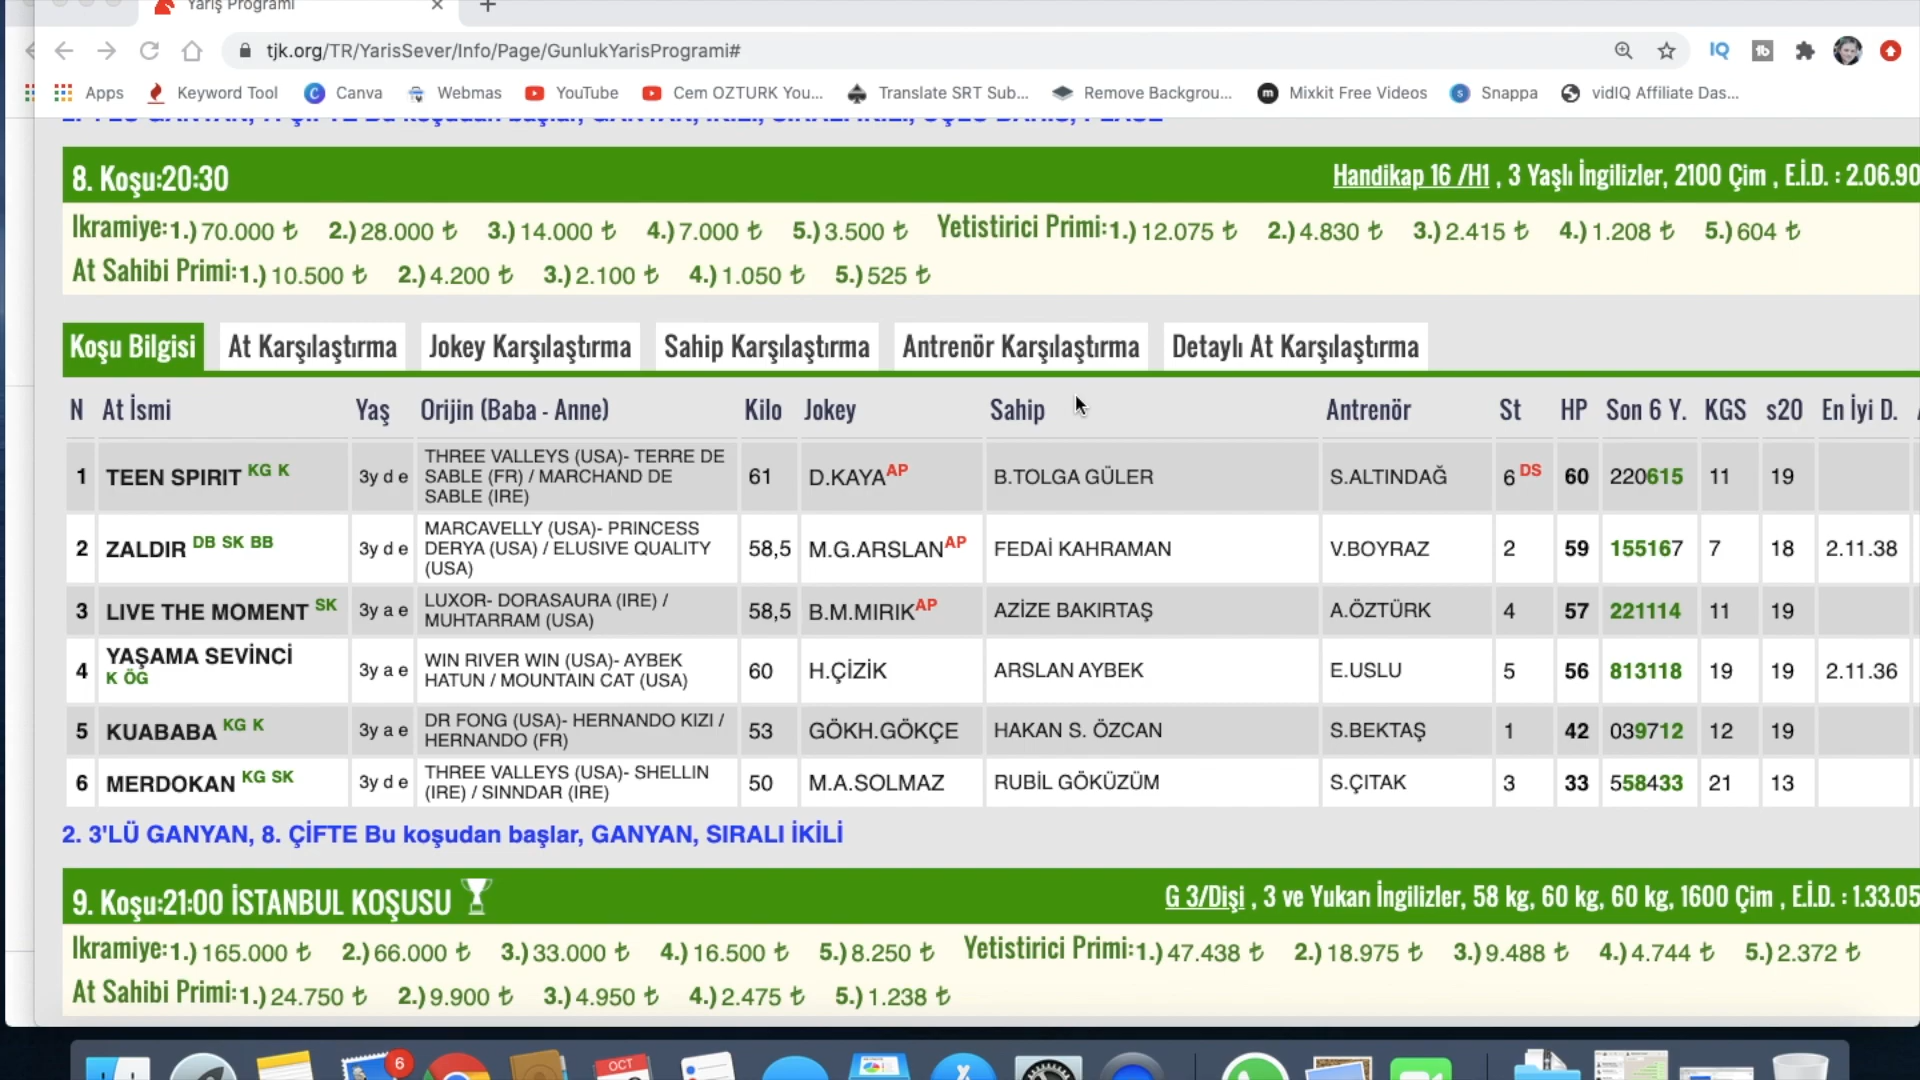 Yarış Programı
tjk.org/TR/YarisSever/Info/Page/GunlukYarisProgrami#
Apps Keyword Tool Canva Webmas YouTube Cem OZTURK You... Translate SRT Sub... Remove Backgrou... Mixkit Free Videos Snappa vidIQ Affiliate Das...
8. Koşu:20:30 Handikap 16 /H1 , 3 Yaşlı İngilizler, 2100 Çim , E.İ.D. : 2.06.90
Ikramiye:1.) 70.000 ₺ 2.) 28.000 ₺ 3.) 14.000 ₺ 4.) 7.000 ₺ 5.) 3.500 ₺ Yetistirici Primi:1.) 12.075 ₺ 2.) 4.830 ₺ 3.) 2.415 ₺ 4.) 1.208 ₺ 5.) 604 ₺
At Sahibi Primi:1.) 10.500 ₺ 2.) 4.200 ₺ 3.) 2.100 ₺ 4.) 1.050 ₺ 5.) 525 ₺
Koşu Bilgisi At Karşılaştırma Jokey Karşılaştırma Sahip Karşılaştırma Antrenör Karşılaştırma Detaylı At Karşılaştırma
N At İsmi Yaş Orijin (Baba - Anne) Kilo Jokey Sahip Antrenör St HP Son 6 Y. KGS s20 En İyi D.
1 TEEN SPIRIT KG K 3y d e THREE VALLEYS (USA)- TERRE DE SABLE (FR) / MARCHAND DE SABLE (IRE) 61 D.KAYA AP B.TOLGA GÜLER S.ALTINDAĞ 6 DS 60 220615 11 19
2 ZALDIR DB SK BB 3y d e MARCAVELLY (USA)- PRINCESS DERYA (USA) / ELUSIVE QUALITY (USA) 58,5 M.G.ARSLAN AP FEDAİ KAHRAMAN V.BOYRAZ 2 59 155167 7 18 2.11.38
3 LIVE THE MOMENT SK 3y a e LUXOR- DORASAURA (IRE) / MUHTARRAM (USA) 58,5 B.M.MIRIK AP AZİZE BAKIRTAŞ A.ÖZTÜRK 4 57 221114 11 19
4 YAŞAMA SEVİNCİ K ÖG 3y a e WIN RIVER WIN (USA)- AYBEK HATUN / MOUNTAIN CAT (USA) 60 H.ÇİZİK ARSLAN AYBEK E.USLU 5 56 813118 19 19 2.11.36
5 KUABABA KG K 3y a e DR FONG (USA)- HERNANDO KIZI / HERNANDO (FR) 53 GÖKH.GÖKÇE HAKAN S. ÖZCAN S.BEKTAŞ 1 42 039712 12 19
6 MERDOKAN KG SK 3y d e THREE VALLEYS (USA)- SHELLIN (IRE) / SINNDAR (IRE) 50 M.A.SOLMAZ RUBİL GÖKÜZÜM S.ÇITAK 3 33 558433 21 13
2. 3'LÜ GANYAN, 8. ÇİFTE Bu koşudan başlar, GANYAN, SIRALI İKİLİ
9. Koşu:21:00 İSTANBUL KOŞUSU G 3/Dişi , 3 ve Yukarı İngilizler, 58 kg, 60 kg, 60 kg, 1600 Çim , E.İ.D. : 1.33.05
Ikramiye:1.) 165.000 ₺ 2.) 66.000 ₺ 3.) 33.000 ₺ 4.) 16.500 ₺ 5.) 8.250 ₺ Yetistirici Primi:1.) 47.438 ₺ 2.) 18.975 ₺ 3.) 9.488 ₺ 4.) 4.744 ₺ 5.) 2.372 ₺
At Sahibi Primi:1.) 24.750 ₺ 2.) 9.900 ₺ 3.) 4.950 ₺ 4.) 2.475 ₺ 5.) 1.238 ₺
6 OCT